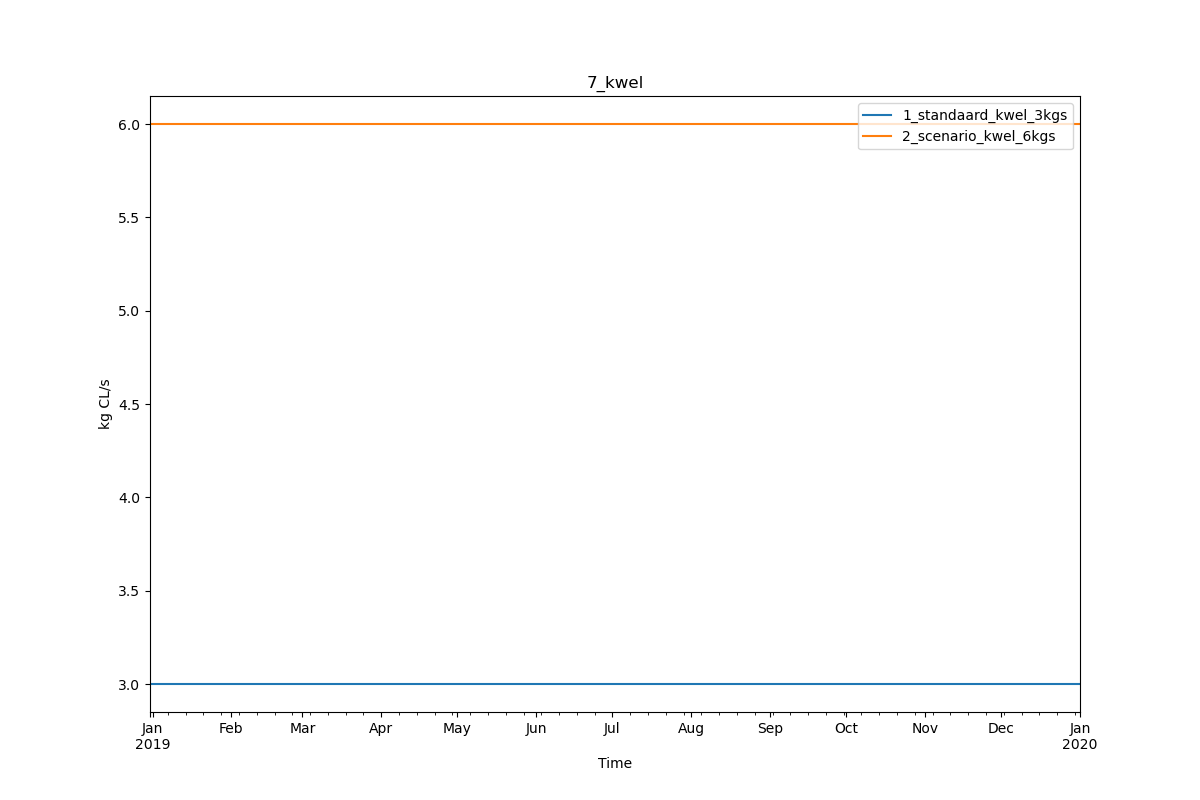 7_kwel
1_standaard_kwel_3kgs
2_scenario_kwel_6kgs
6.0
5.5
5.0
4.5
4.0
3.5
3.0
kg CL/s
Jan Feb Mar Apr May Jun Jul Aug Sep Oct Nov Dec Jan
2019 2020
Time